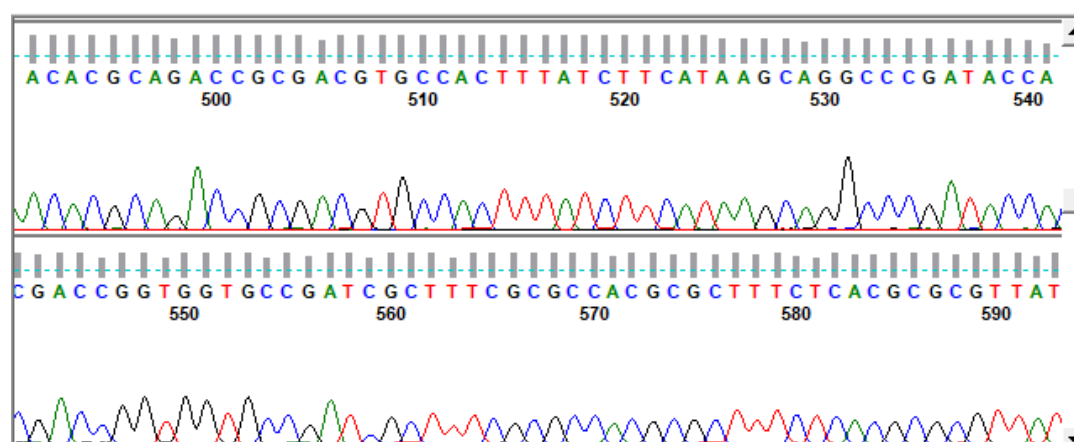 ACACGCAGACCGCGACGTGCCACTTTATCTTCATAAGCAGGCCCGATACCA
500 510 520 530 540
CGACCGGTGGTGCCGATCGCTTTCGCGCCACGCGCTTTCTCACGCGCGTTAT
550 560 570 580 590